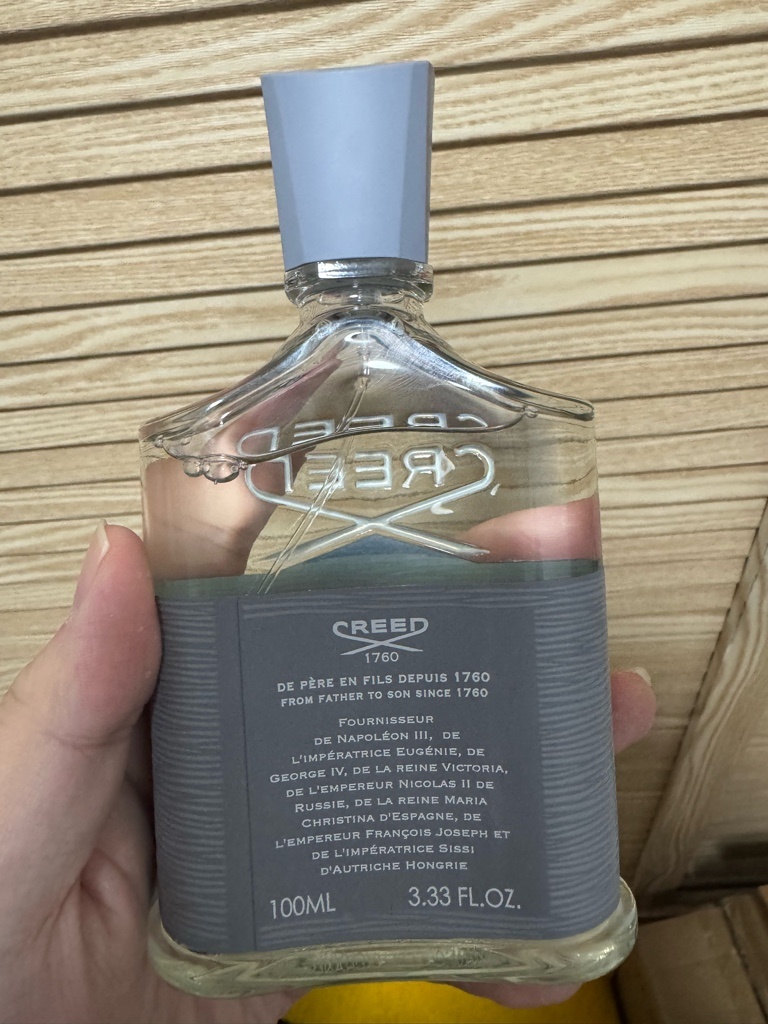 CREED
CREED
1760
DE PÈRE EN FILS DEPUIS 1760
FROM FATHER TO SON SINCE 1760
FOURNISSEUR
DE NAPOLÉON III, DE
L'IMPÉRATRICE EUGÉNIE, DE
GEORGE IV, DE LA REINE VICTORIA,
DE L'EMPEREUR NICOLAS II DE
RUSSIE, DE LA REINE MARIA
CHRISTINA D'ESPAGNE, DE
L'EMPEREUR FRANÇOIS JOSEPH ET
DE L'IMPÉRATRICE SISSI
D'AUTRICHE HONGRIE
100ML 3.33 FL.OZ.